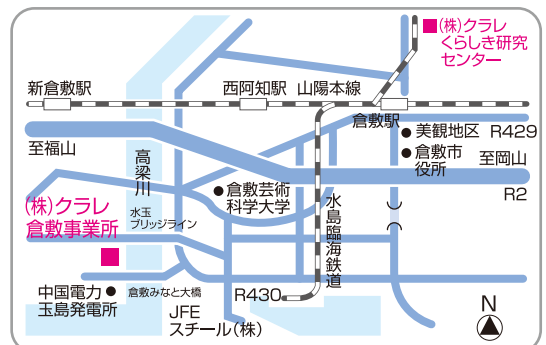 (株)クラレ
くらしき研究
センター
新倉敷駅
西阿知駅
山陽本線
倉敷駅
美観地区
R429
倉敷市
役所
至福山
至岡山
R2
高梁川
倉敷芸術
科学大学
(株)クラレ
倉敷事業所
水玉
ブリッジライン
水島臨海鉄道
中国電力
玉島発電所
倉敷みなと大橋
R430
JFE
スチール(株)
N